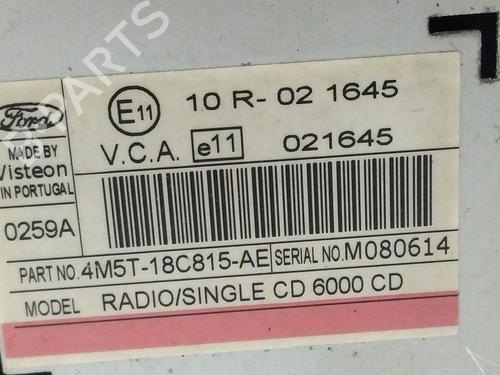 Ford
E11
10 R- 02 1645
MADE BY
Visteon
IN PORTUGAL
V.C.A. e11 021645
0259A
PART NO. 4M5T-18C815-AE SERIAL NO. M080614
MODEL RADIO/SINGLE CD 6000 CD